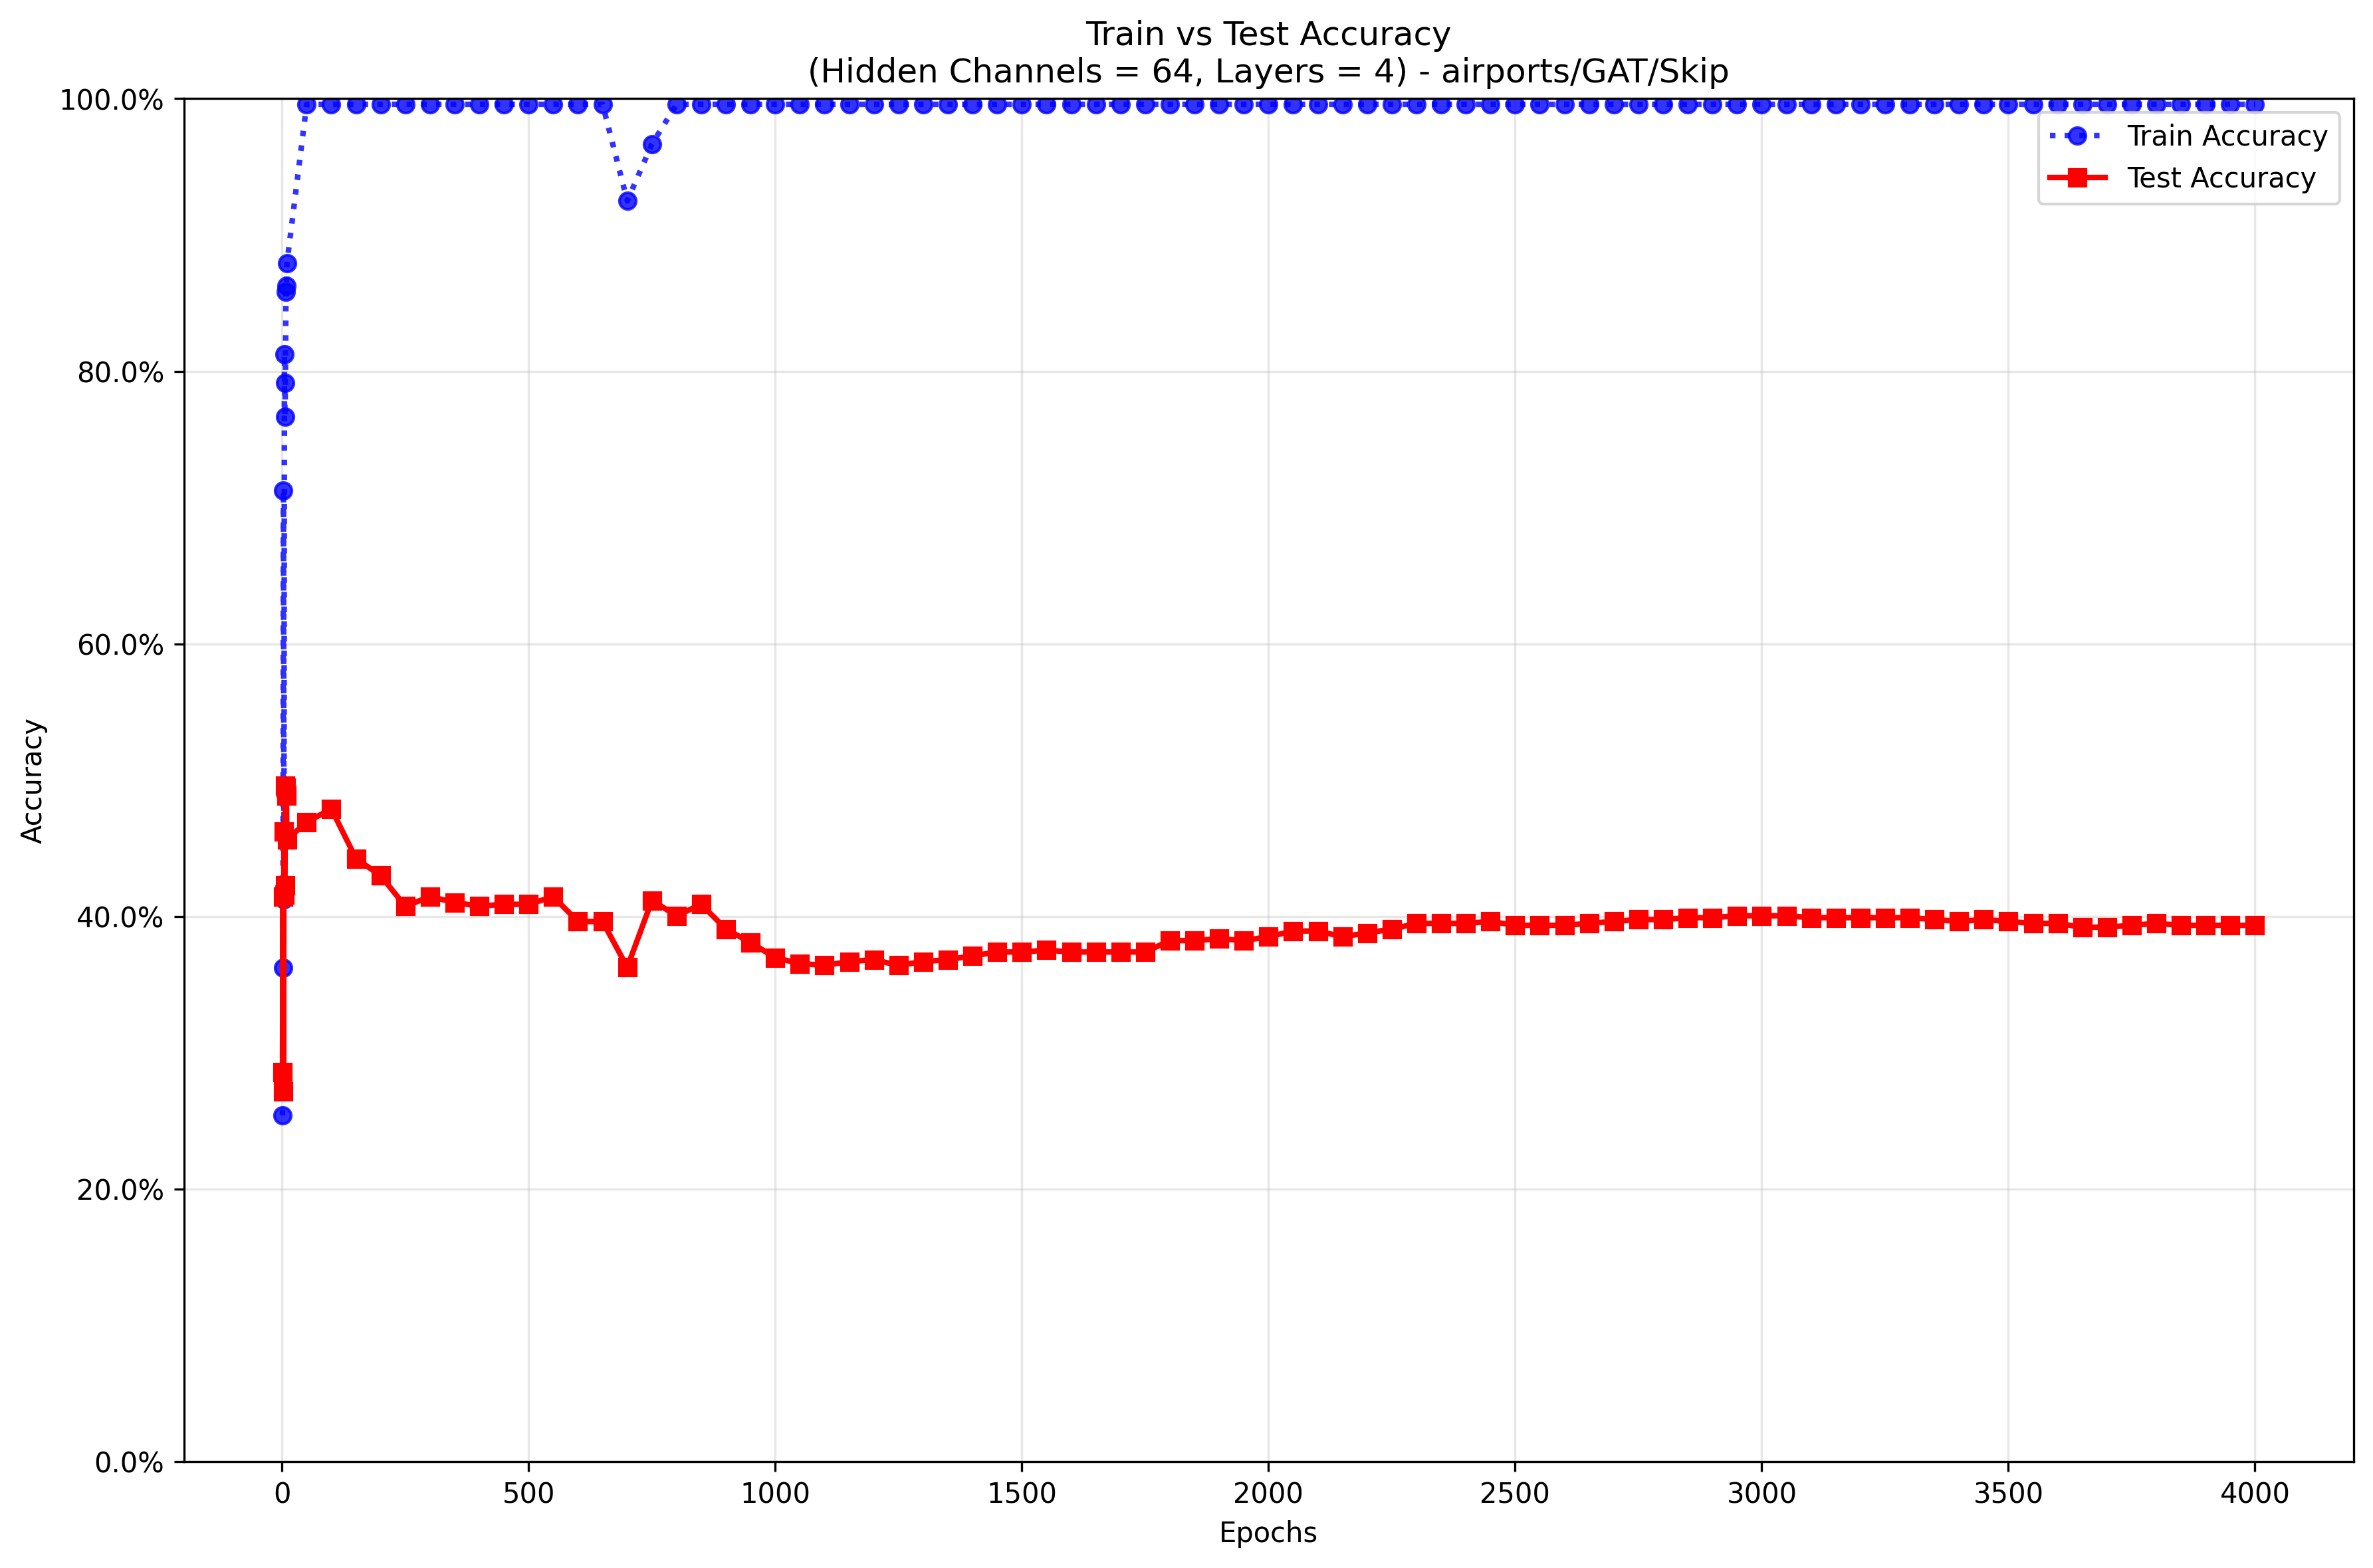 Train vs Test Accuracy
(Hidden Channels = 64, Layers = 4) - airports/GAT/Skip
100.0%
80.0%
60.0%
40.0%
20.0%
0.0%
Accuracy
Train Accuracy
Test Accuracy
0 500 1000 1500 2000 2500 3000 3500 4000
Epochs